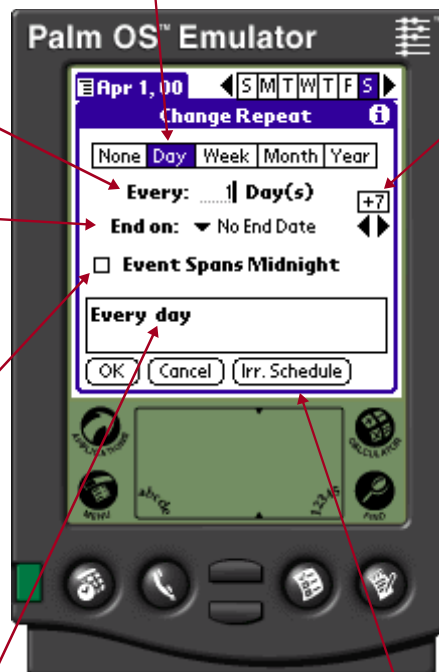 Palm OS™ Emulator
Apr 1, 00 S M T W T F S
Change Repeat i
None Day Week Month Year
Every: 1 Day(s)
+7
End on: No End Date
Event Spans Midnight
Every day
OK Cancel Irr. Schedule
APPLICATIONS
CALCULATOR
MENU
abcde
12345
FIND